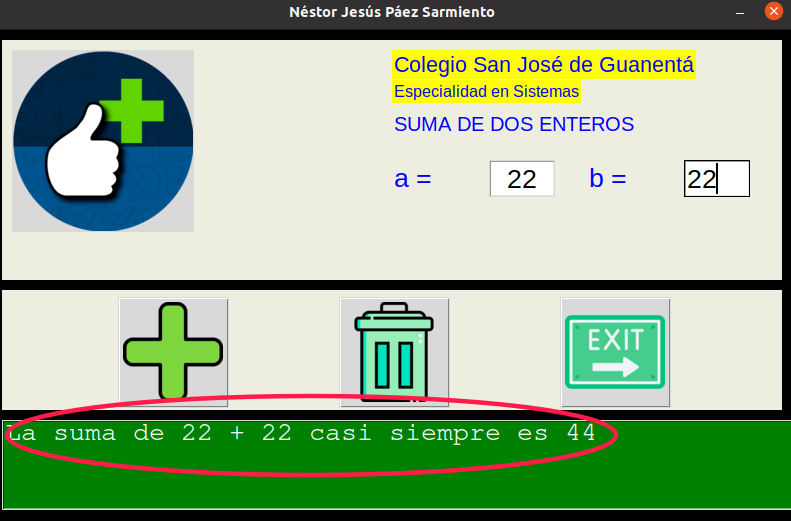 Néstor Jesús Páez Sarmiento
Colegio San José de Guanentá
Especialidad en Sistemas
SUMA DE DOS ENTEROS
a = 22 b = 22
EXIT
La suma de 22 + 22 casi siempre es 44